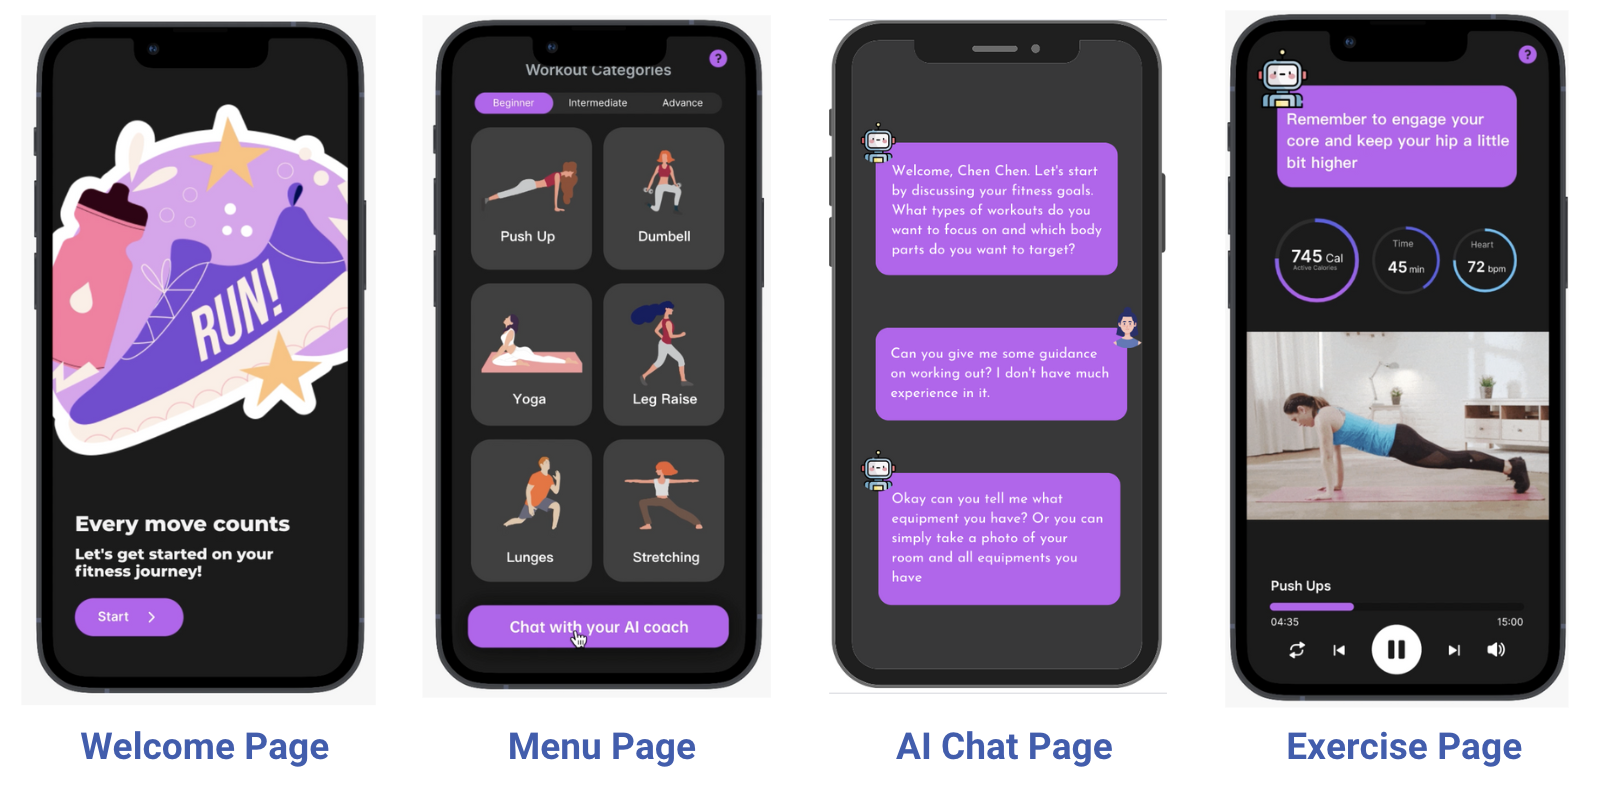 RUN!
Every move counts
Let's get started on your
fitness journey!
Start
Welcome Page
?
Workout Categories
Beginner Intermediate Advance
Push Up Dumbell
Yoga Leg Raise
Lunges Stretching
Chat with your AI coach
Menu Page
Welcome, Chen Chen. Let's start
by discussing your fitness goals.
What types of workouts do you
want to focus on and which body
parts do you want to target?
Can you give me some guidance
on working out? I don't have much
experience in it.
Okay can you tell me what
equipment you have? Or you can
simply take a photo of your
room and all equipments you
have
AI Chat Page
?
Remember to engage your
core and keep your hip a little
bit higher
745 Cal
Active Calories
Time
45 min
Heart
72 bpm
Push Ups
04:35 15:00
Exercise Page